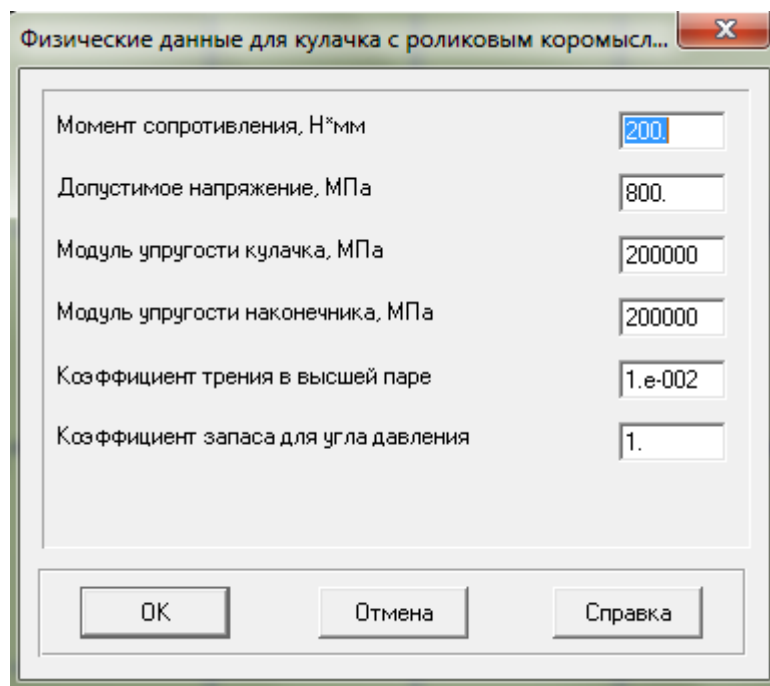 Физические данные для кулачка с роликовым коромысл...
Момент сопротивления, Н*мм 200.
Допустимое напряжение, МПа 800.
Модуль упругости кулачка, МПа 200000
Модуль упругости наконечника, МПа 200000
Коэффициент трения в высшей паре 1.e-002
Коэффициент запаса для угла давления 1.
ОК Отмена Справка